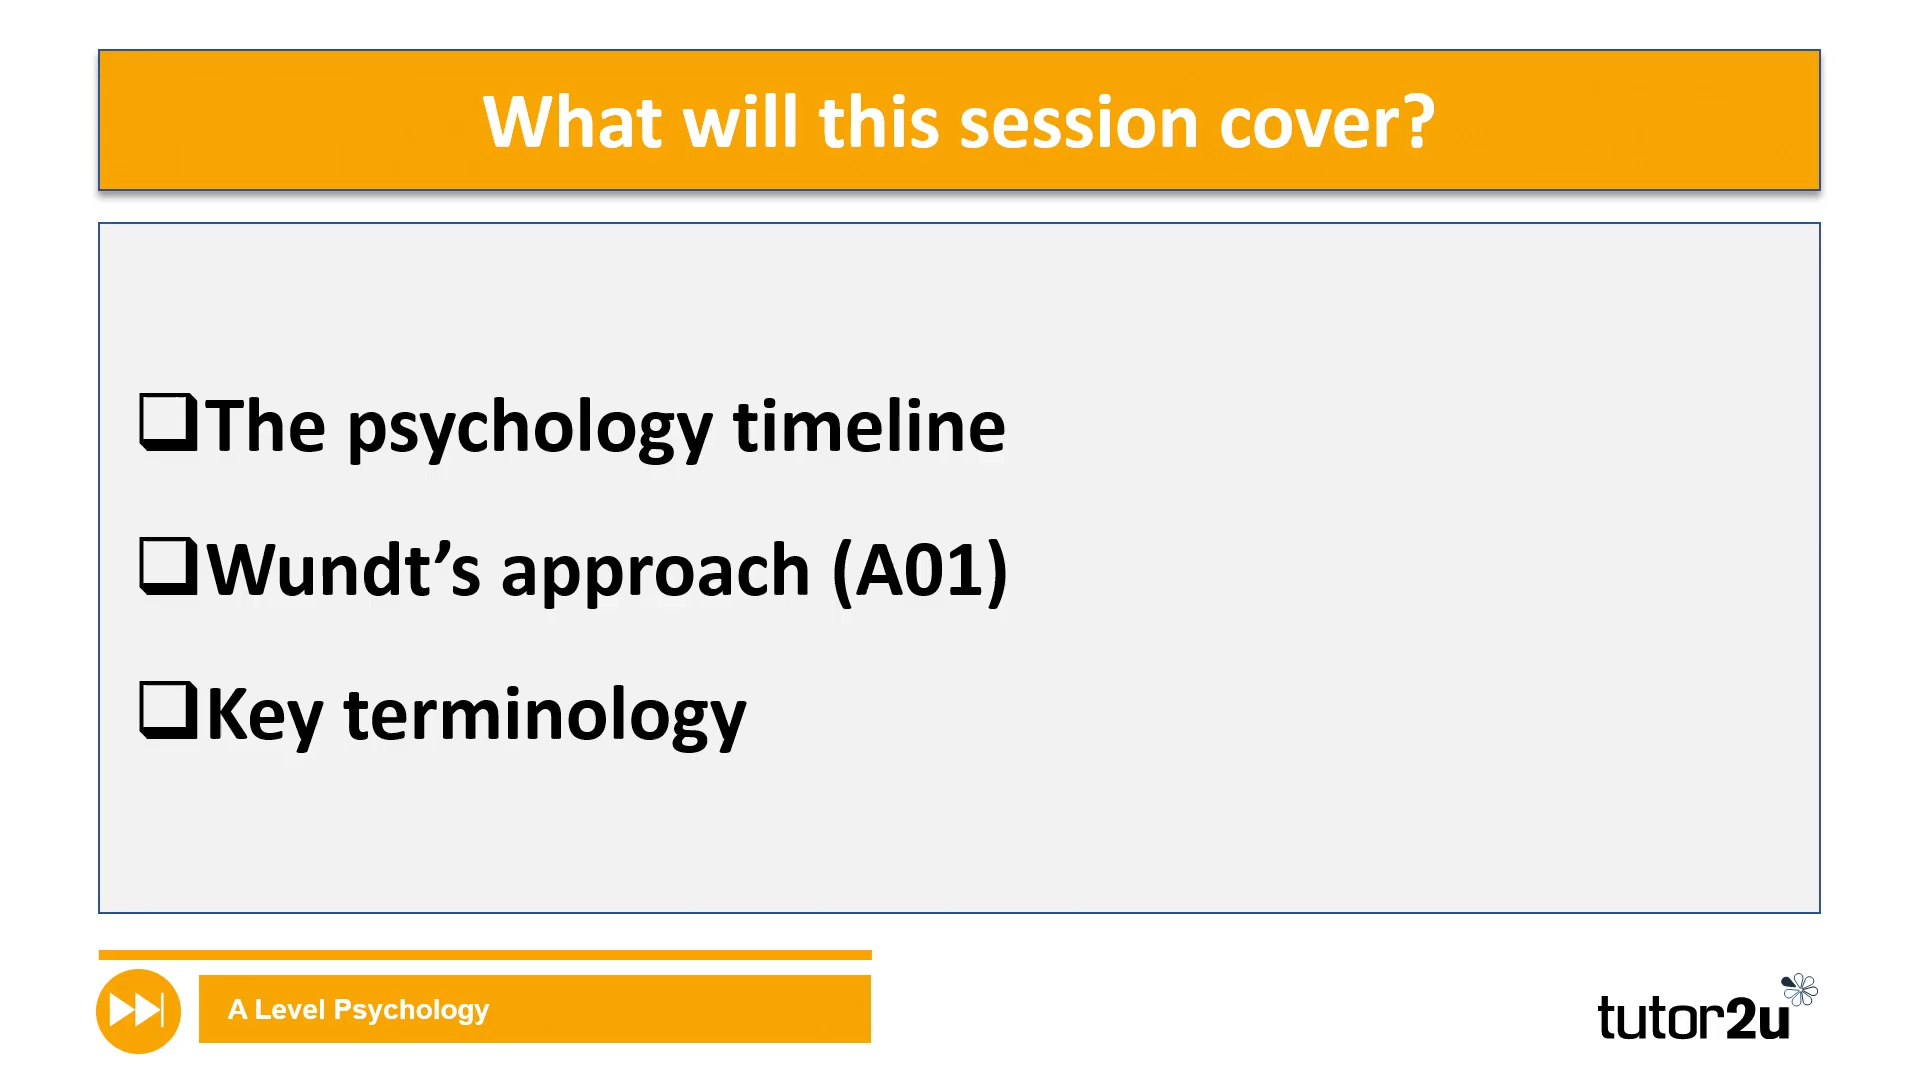 What will this session cover?
The psychology timeline
Wundt’s approach (A01)
Key terminology
A Level Psychology
tutor2u